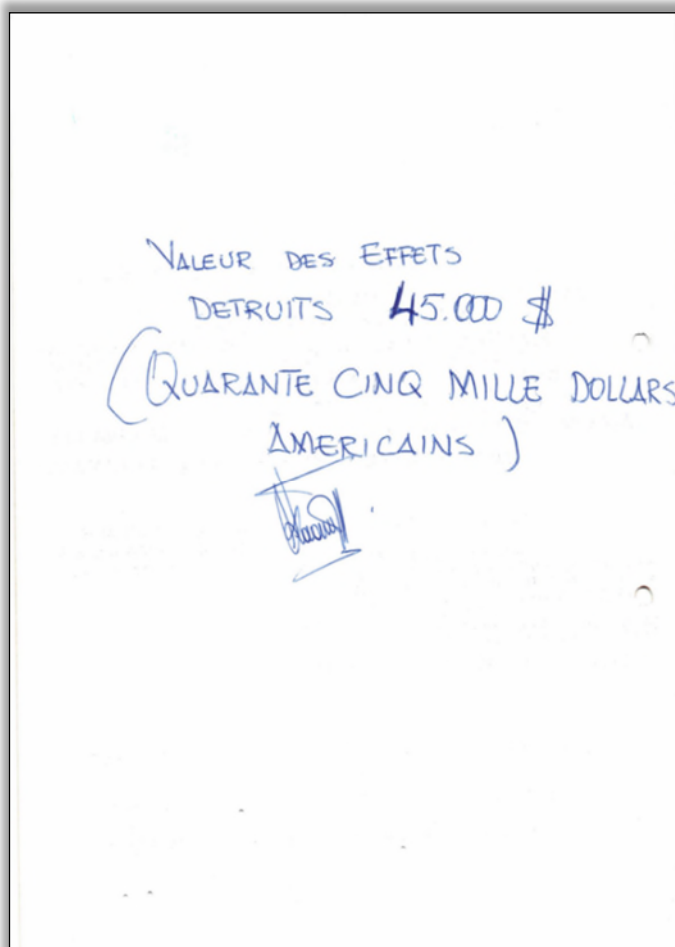 VALEUR DES EFFETS
DETRUITS 45.000 $
(QUARANTE CINQ MILLE DOLLARS
AMERICAINS)